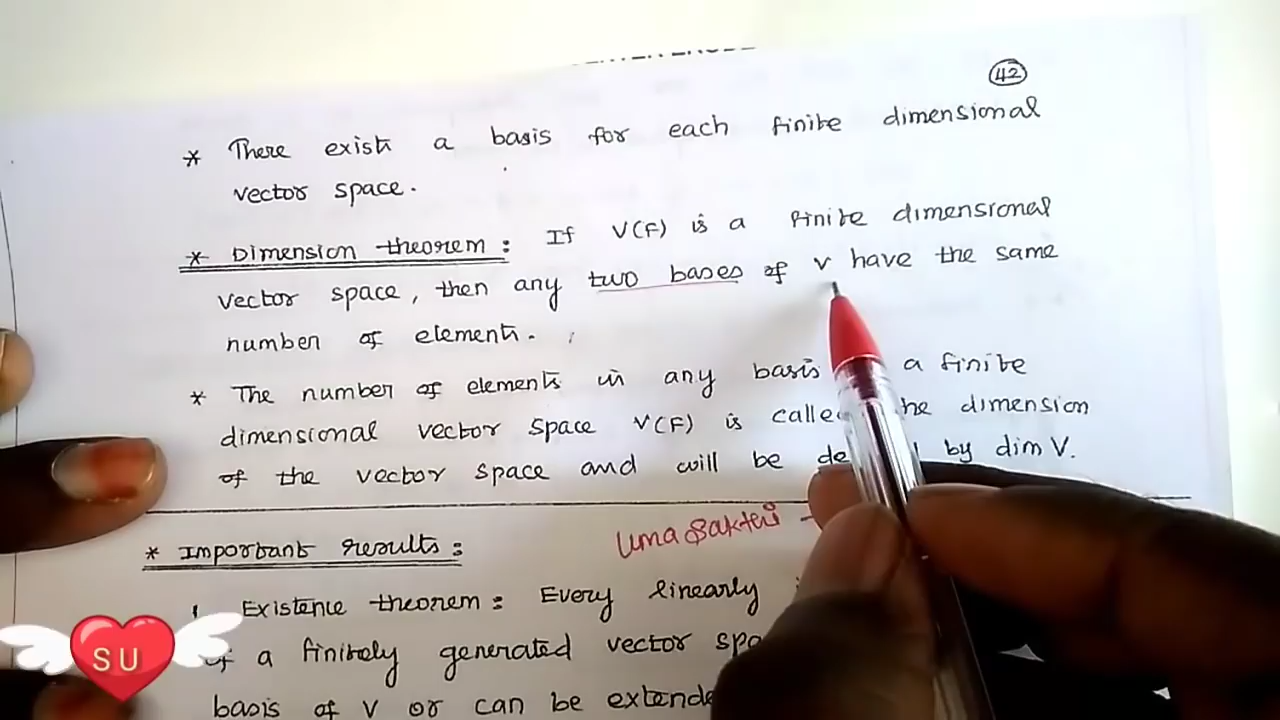 42
* There exist a basis for each finite dimensional
vector space.
* Dimension theorem: If V(F) is a finite dimensional
vector space, then any two bases of V have the same
number of elements.
* The number of elements in any basis a finite
dimensional vector space V(F) is called the dimension
of the vector space and will be by dim V.
* Important results:
Uma Sakthi
1. Existence theorem: Every linearly
of a finitely generated vector
basis of V or can be
SU